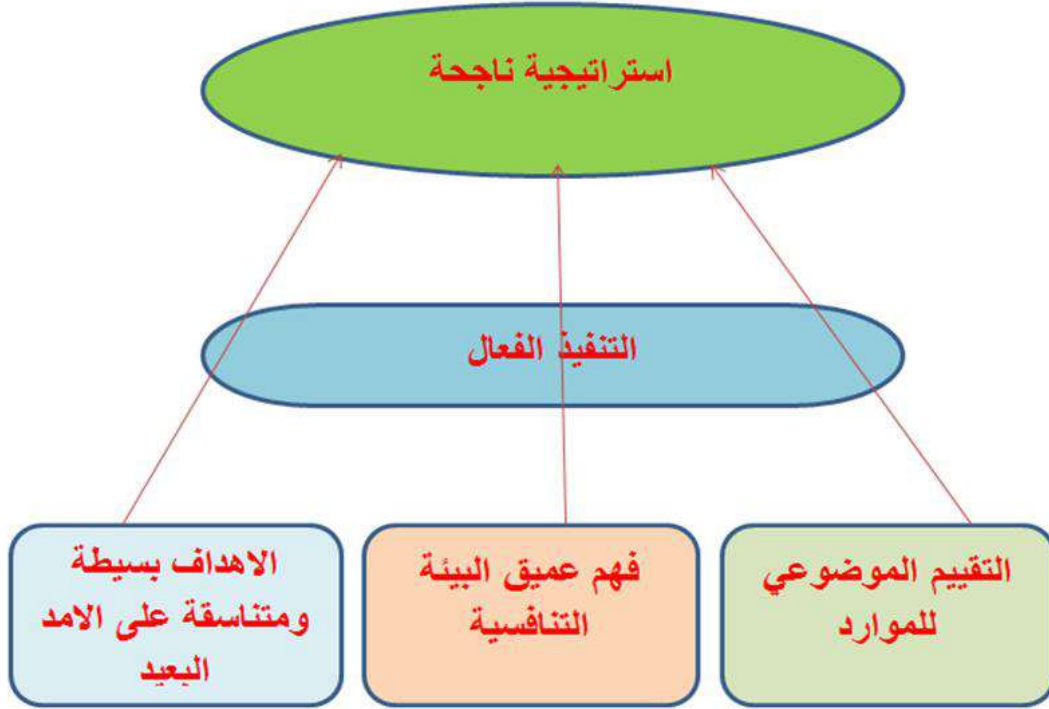 استراتيجية ناجحة
التنفيذ الفعال
التقييم الموضوعي
للموارد
فهم عميق البيئة
التنافسية
الاهداف بسيطة
ومتناسقة على الامد
البعيد